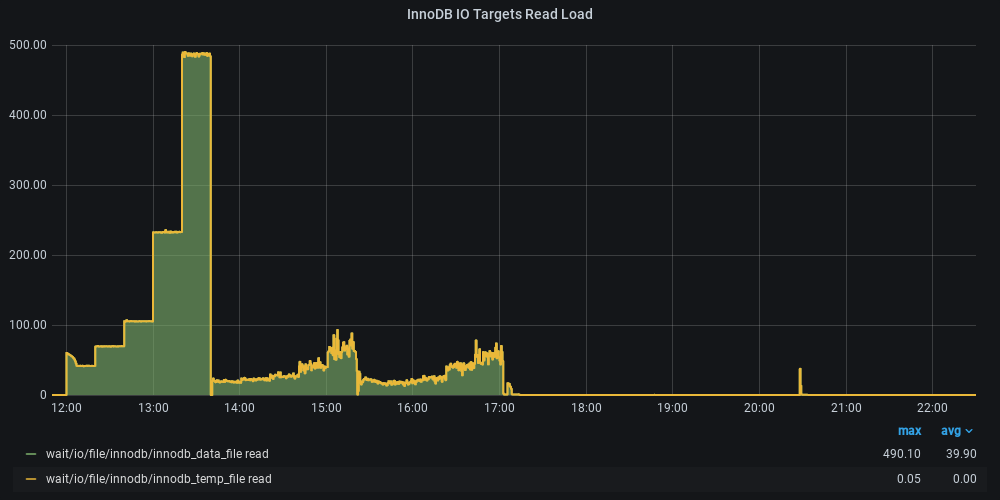 InnoDB IO Targets Read Load
500.00
400.00
300.00
200.00
100.00
0
12:00 13:00 14:00 15:00 16:00 17:00 18:00 19:00 20:00 21:00 22:00
max avg
wait/io/file/innodb/innodb_data_file read 490.10 39.90
wait/io/file/innodb/innodb_temp_file read 0.05 0.00